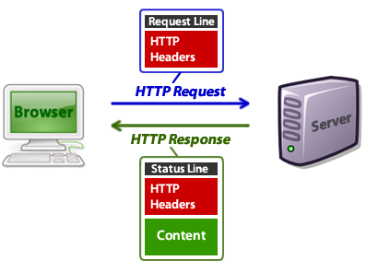 Request Line
HTTP
Headers
HTTP Request
Browser
Server
HTTP Response
Status Line
HTTP
Headers
Content